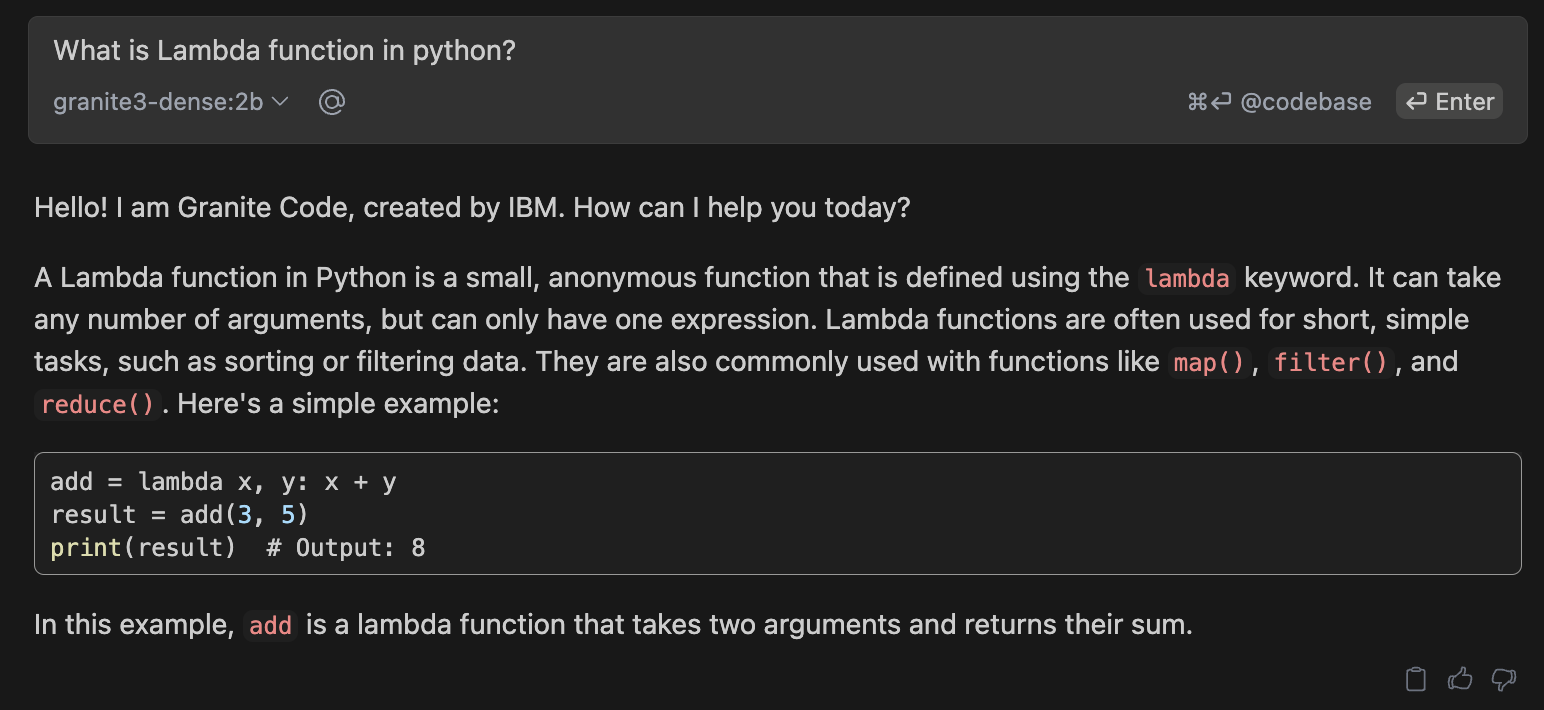 What is Lambda function in python?
granite3-dense:2b @ ⌘⏎ @codebase ⏎ Enter
Hello! I am Granite Code, created by IBM. How can I help you today?
A Lambda function in Python is a small, anonymous function that is defined using the lambda keyword. It can take
any number of arguments, but can only have one expression. Lambda functions are often used for short, simple
tasks, such as sorting or filtering data. They are also commonly used with functions like map(), filter(), and
reduce(). Here's a simple example:
add = lambda x, y: x + y
result = add(3, 5)
print(result)  # Output: 8
In this example, add is a lambda function that takes two arguments and returns their sum.